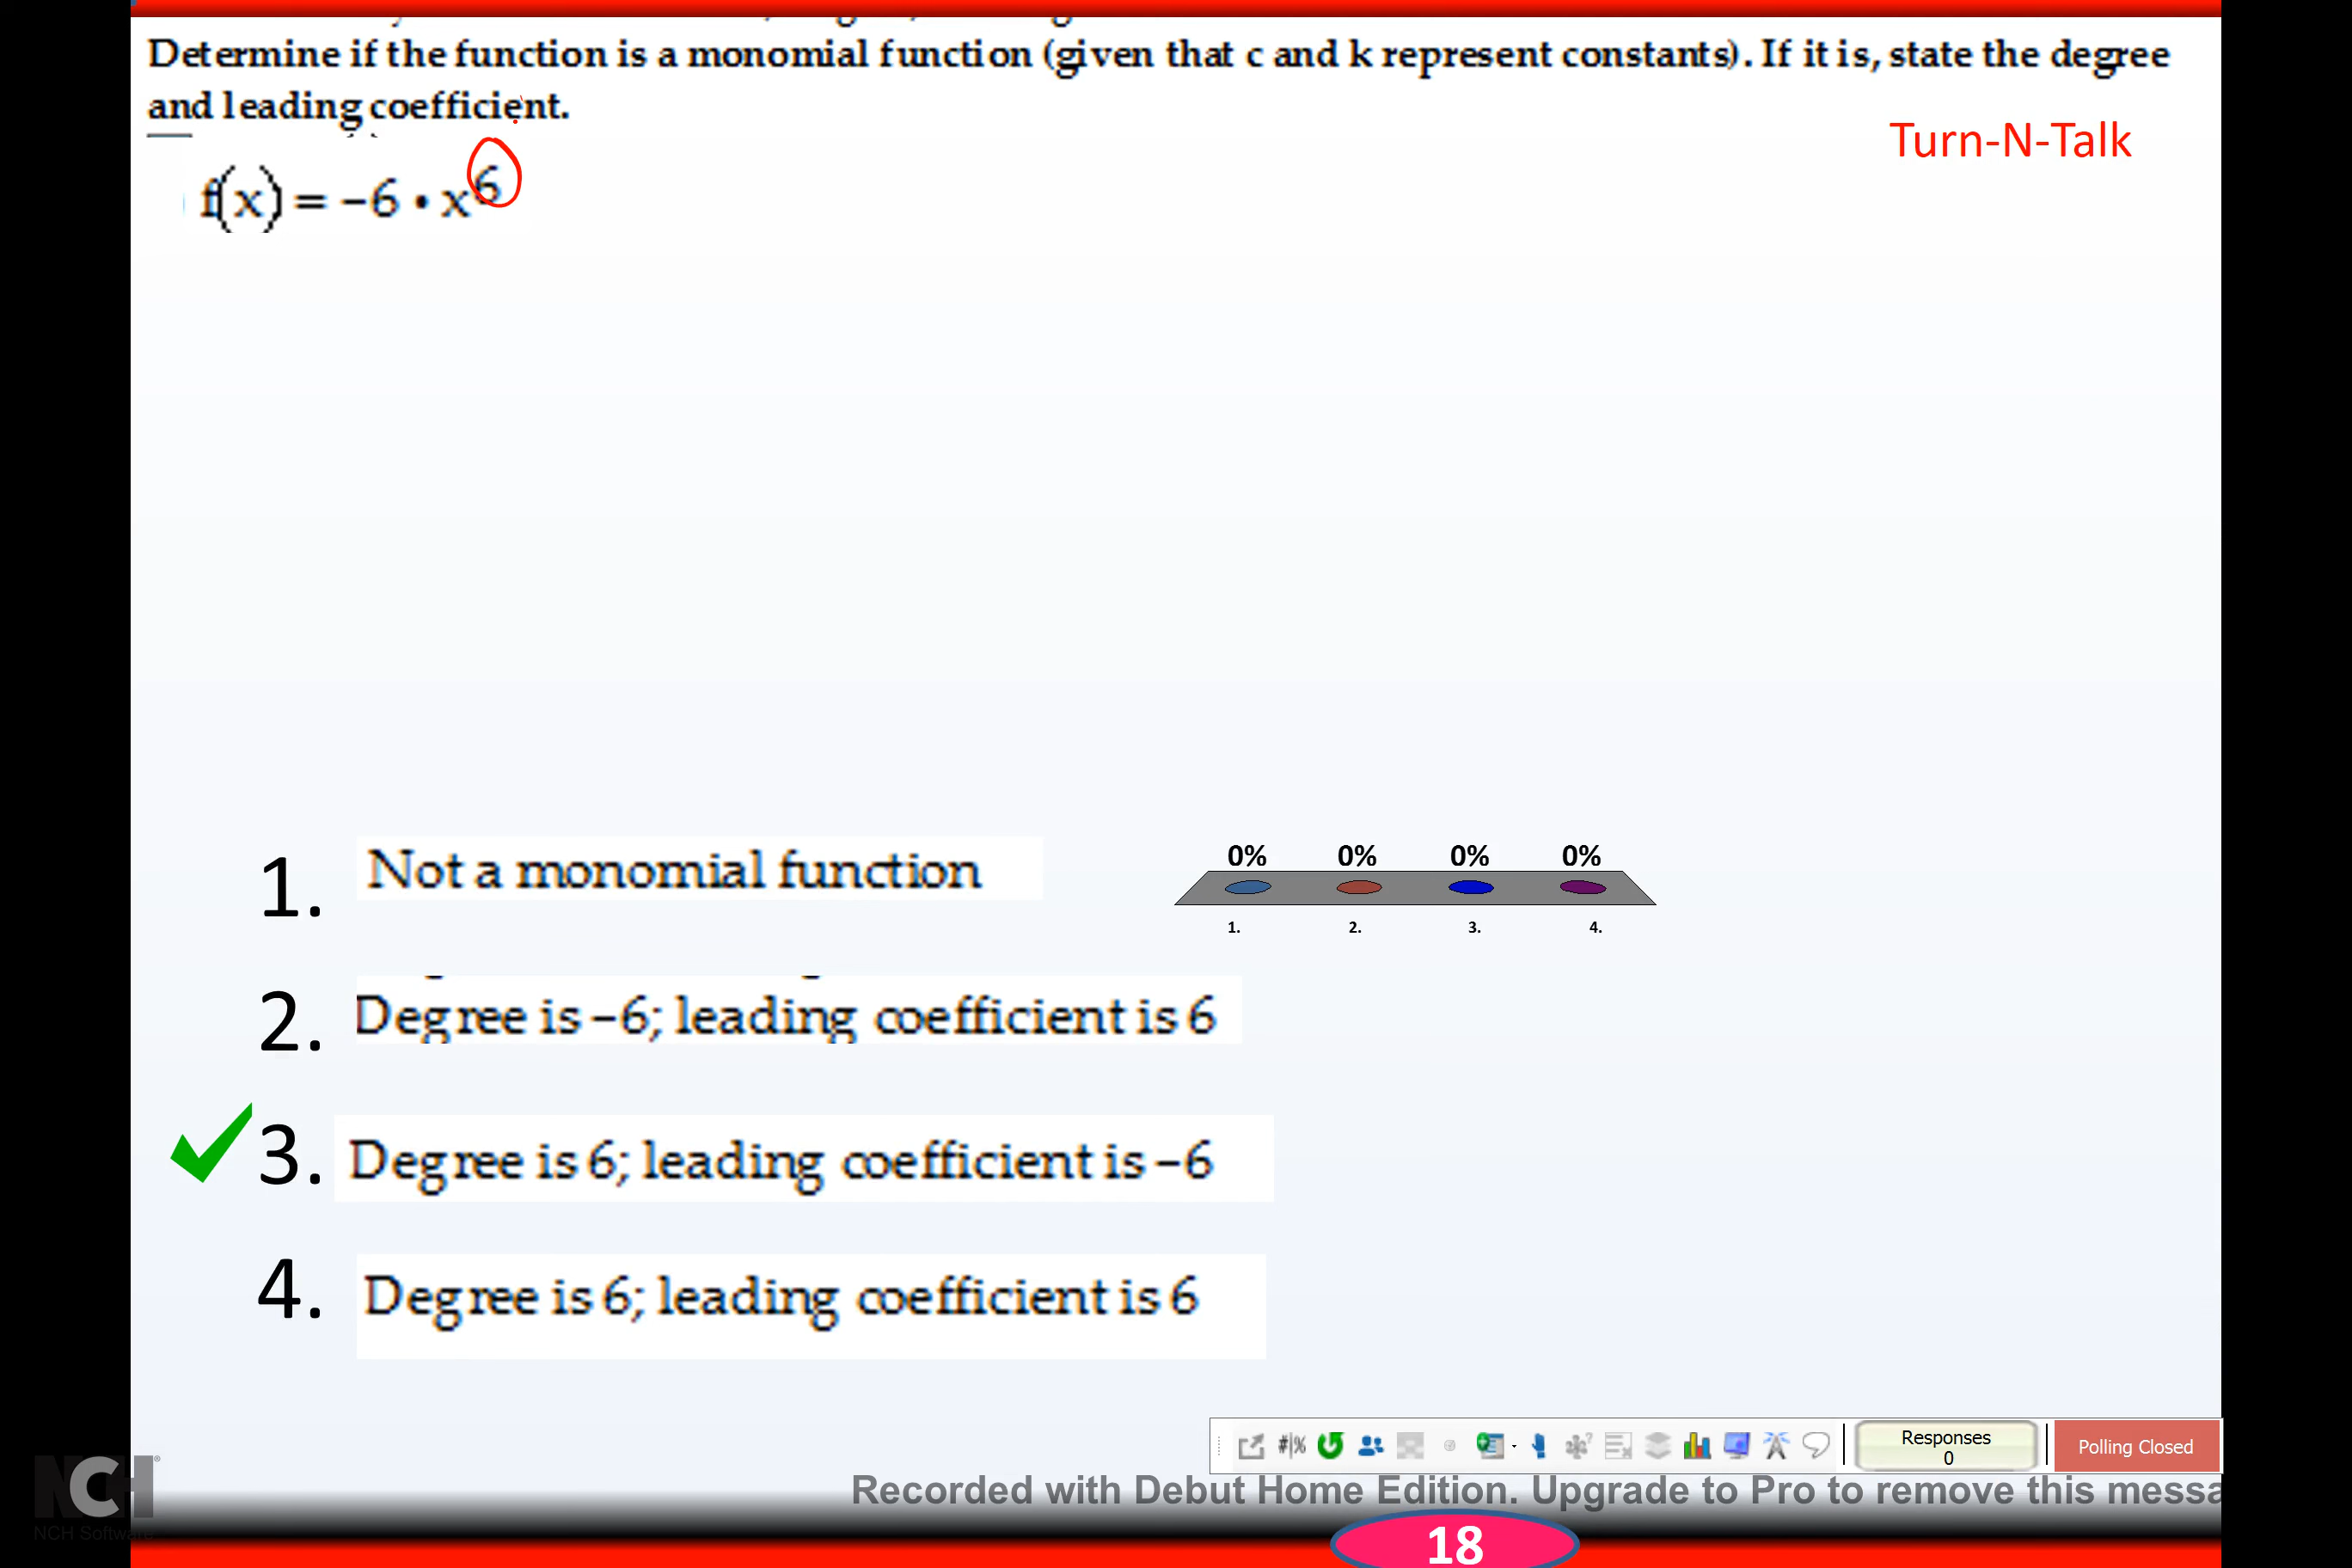 Determine if the function is a monomial function (given that c and k represent constants). If it is, state the degree
and leading coefficient.
Turn-N-Talk
f(x) = −6 • x⁶
1. Not a monomial function
0% 0% 0% 0%
1. 2. 3. 4.
2. Degree is −6; leading coefficient is 6
3. Degree is 6; leading coefficient is −6
4. Degree is 6; leading coefficient is 6
#|%
Responses
0
Polling Closed
Recorded with Debut Home Edition. Upgrade to Pro to remove this messa
NCH®
NCH Software
18